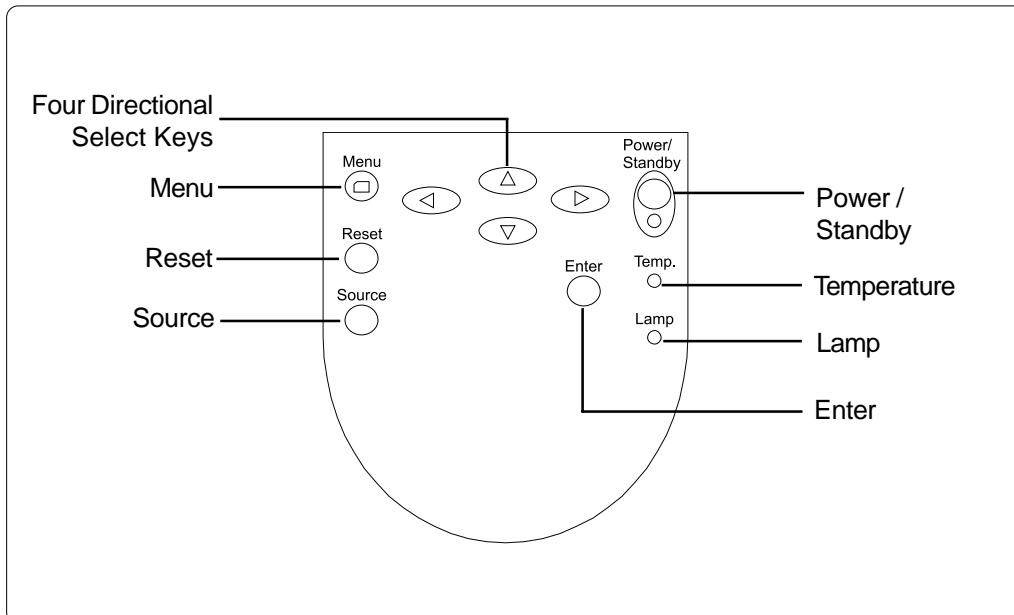 Four Directional
Select Keys
Menu
Reset
Source
Menu
Reset
Source
Power/
Standby
Enter
Temp.
Lamp
Power /
Standby
Temperature
Lamp
Enter